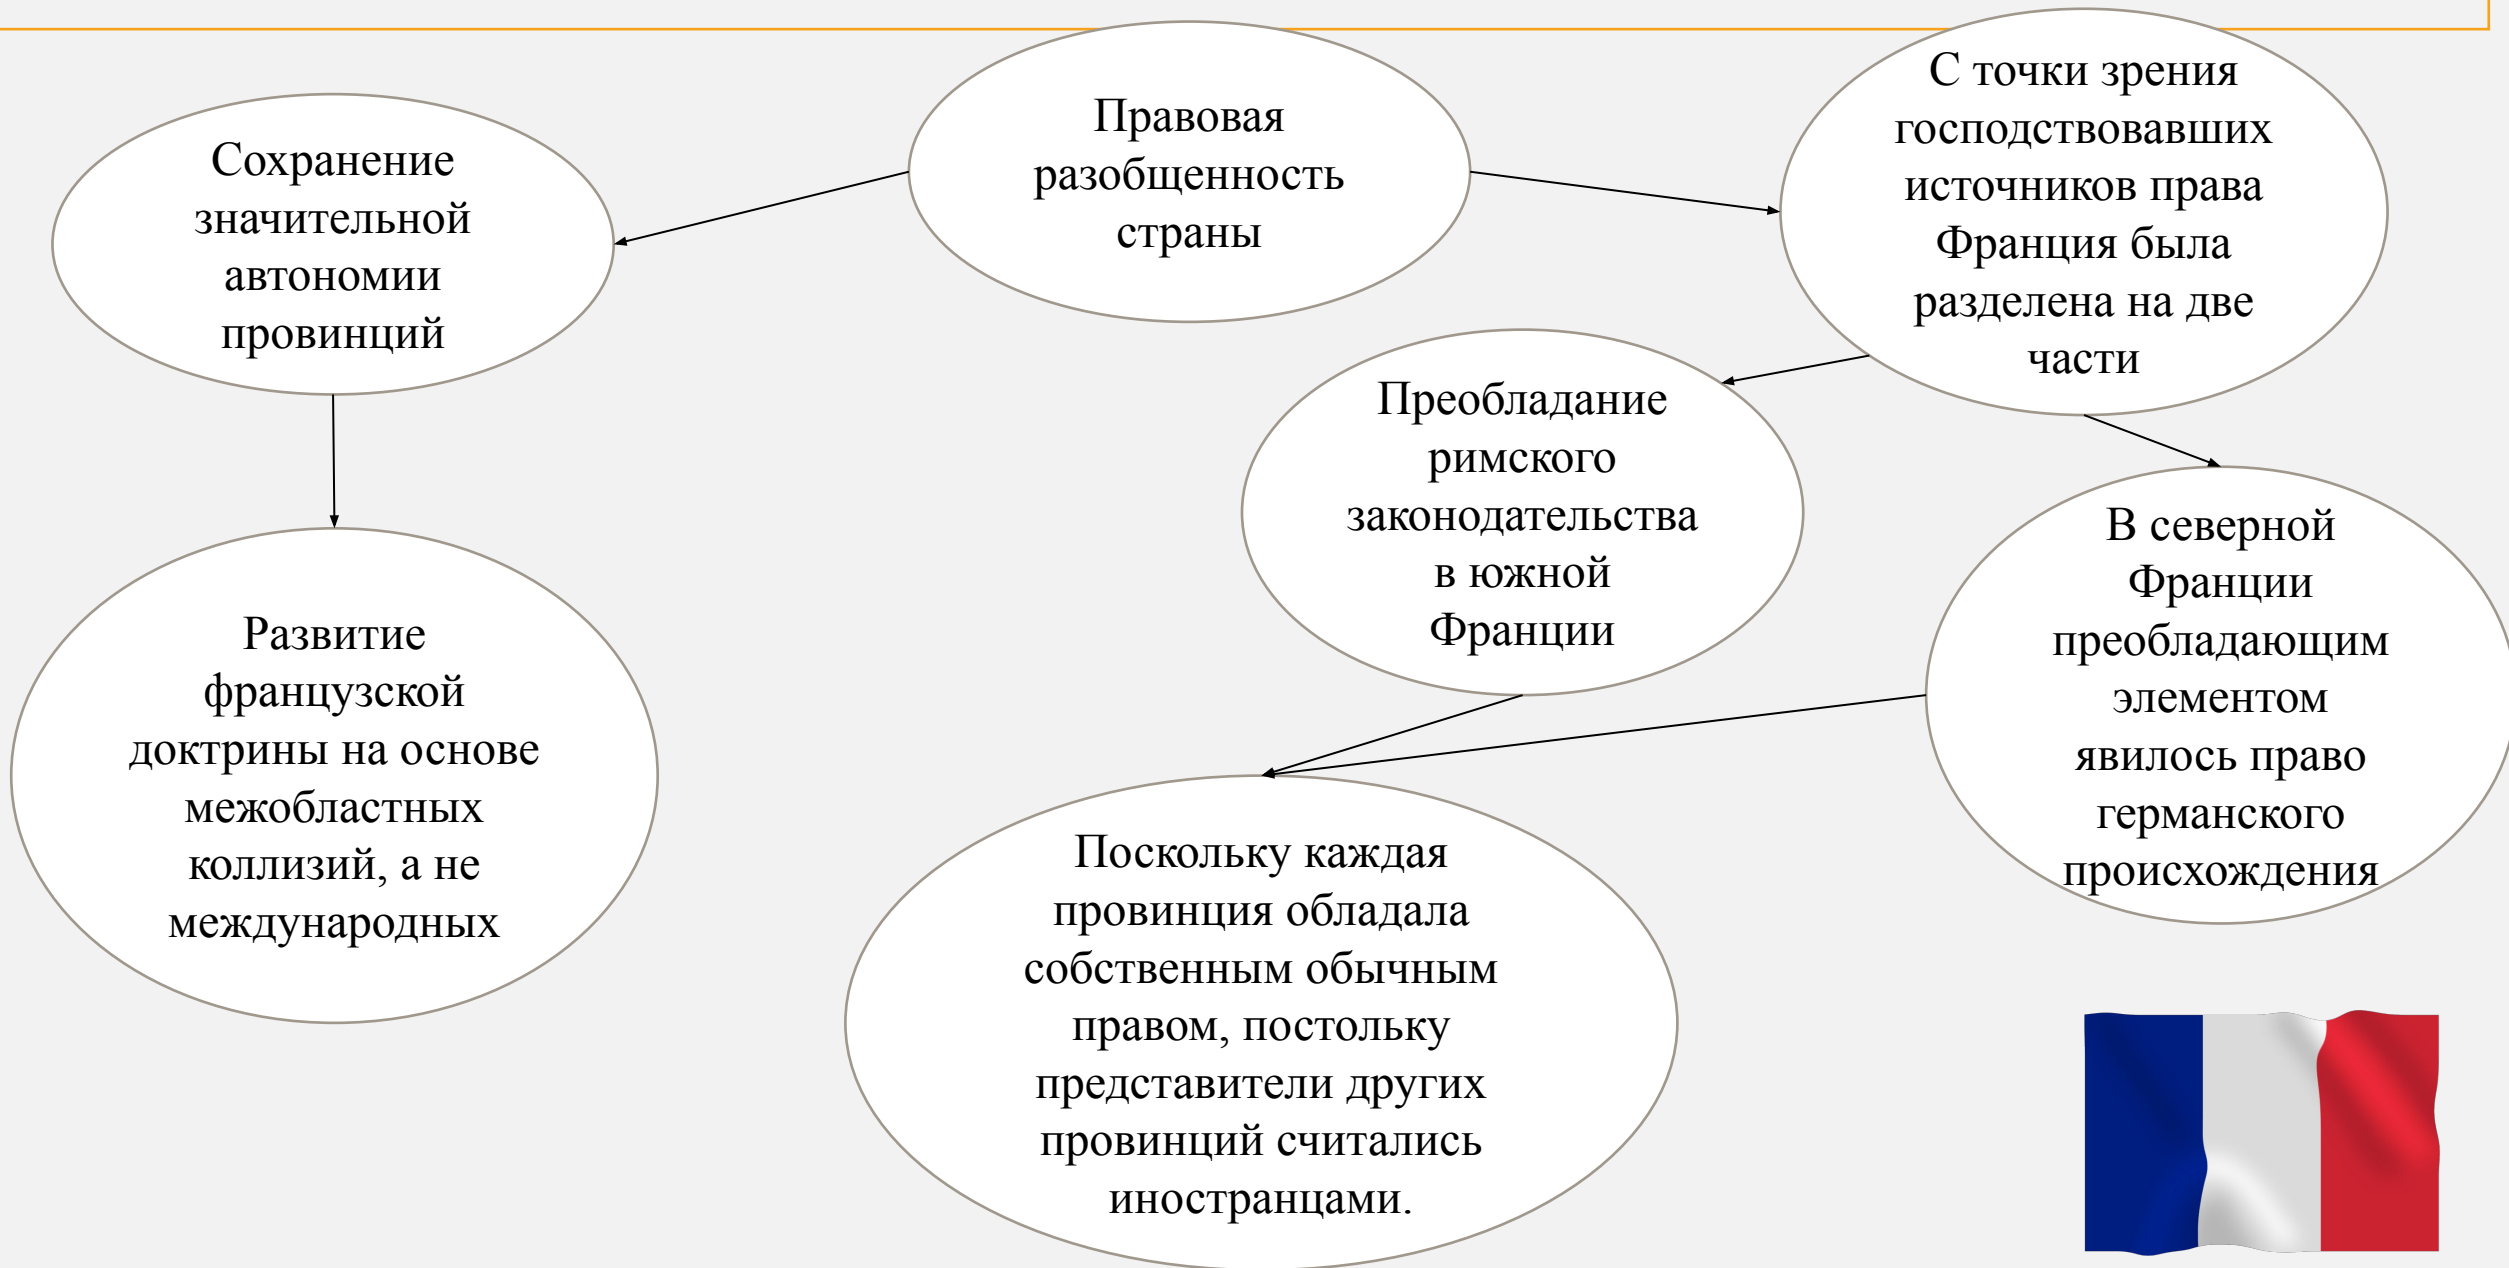 Правовая
разобщенность
страны
Сохранение
значительной
автономии
провинций
С точки зрения
господствовавших
источников права
Франция была
разделена на две
части
Преобладание
римского
законодательства
в южной
Франции
В северной
Франции
преобладающим
элементом
явилось право
германского
происхождения
Развитие
французской
доктрины на основе
межобластных
коллизий, а не
международных
Поскольку каждая
провинция обладала
собственным обычным
правом, постольку
представители других
провинций считались
иностранцами.